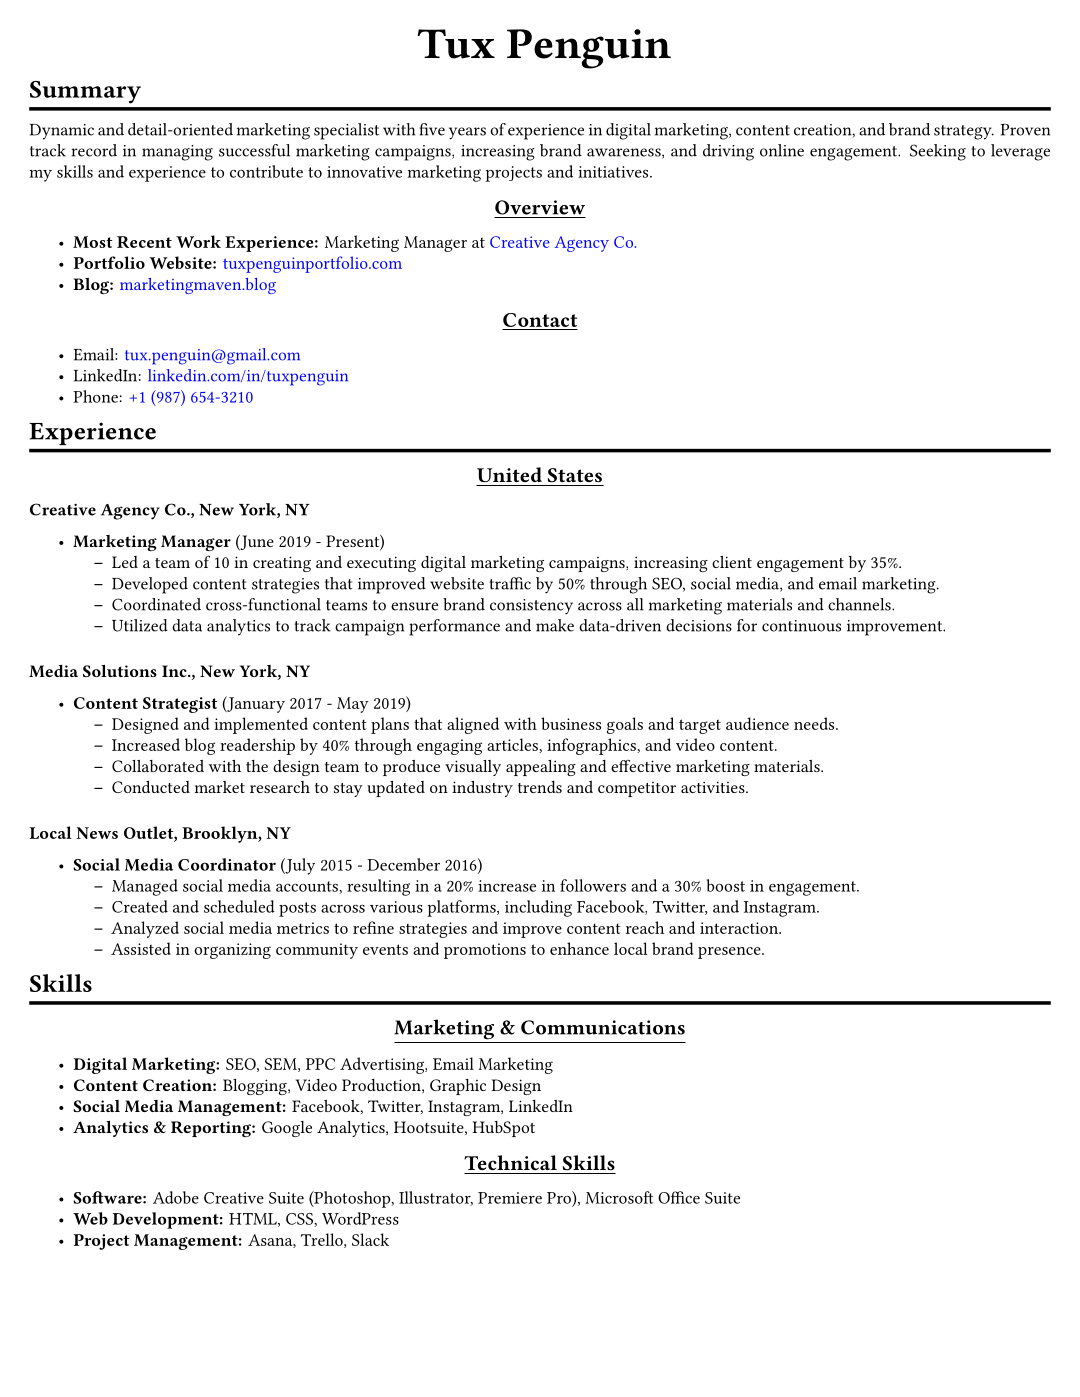 Tux Penguin
Summary
Dynamic and detail-oriented marketing specialist with five years of experience in digital marketing, content creation, and brand strategy. Proven
track record in managing successful marketing campaigns, increasing brand awareness, and driving online engagement. Seeking to leverage
my skills and experience to contribute to innovative marketing projects and initiatives.
Overview
• Most Recent Work Experience: Marketing Manager at Creative Agency Co.
• Portfolio Website: tuxpenguinportfolio.com
• Blog: marketingmaven.blog
Contact
• Email: tux.penguin@gmail.com
• LinkedIn: linkedin.com/in/tuxpenguin
• Phone: +1 (987) 654-3210
Experience
United States
Creative Agency Co., New York, NY
• Marketing Manager (June 2019 - Present)
– Led a team of 10 in creating and executing digital marketing campaigns, increasing client engagement by 35%.
– Developed content strategies that improved website traffic by 50% through SEO, social media, and email marketing.
– Coordinated cross-functional teams to ensure brand consistency across all marketing materials and channels.
– Utilized data analytics to track campaign performance and make data-driven decisions for continuous improvement.
Media Solutions Inc., New York, NY
• Content Strategist (January 2017 - May 2019)
– Designed and implemented content plans that aligned with business goals and target audience needs.
– Increased blog readership by 40% through engaging articles, infographics, and video content.
– Collaborated with the design team to produce visually appealing and effective marketing materials.
– Conducted market research to stay updated on industry trends and competitor activities.
Local News Outlet, Brooklyn, NY
• Social Media Coordinator (July 2015 - December 2016)
– Managed social media accounts, resulting in a 20% increase in followers and a 30% boost in engagement.
– Created and scheduled posts across various platforms, including Facebook, Twitter, and Instagram.
– Analyzed social media metrics to refine strategies and improve content reach and interaction.
– Assisted in organizing community events and promotions to enhance local brand presence.
Skills
Marketing & Communications
• Digital Marketing: SEO, SEM, PPC Advertising, Email Marketing
• Content Creation: Blogging, Video Production, Graphic Design
• Social Media Management: Facebook, Twitter, Instagram, LinkedIn
• Analytics & Reporting: Google Analytics, Hootsuite, HubSpot
Technical Skills
• Software: Adobe Creative Suite (Photoshop, Illustrator, Premiere Pro), Microsoft Office Suite
• Web Development: HTML, CSS, WordPress
• Project Management: Asana, Trello, Slack